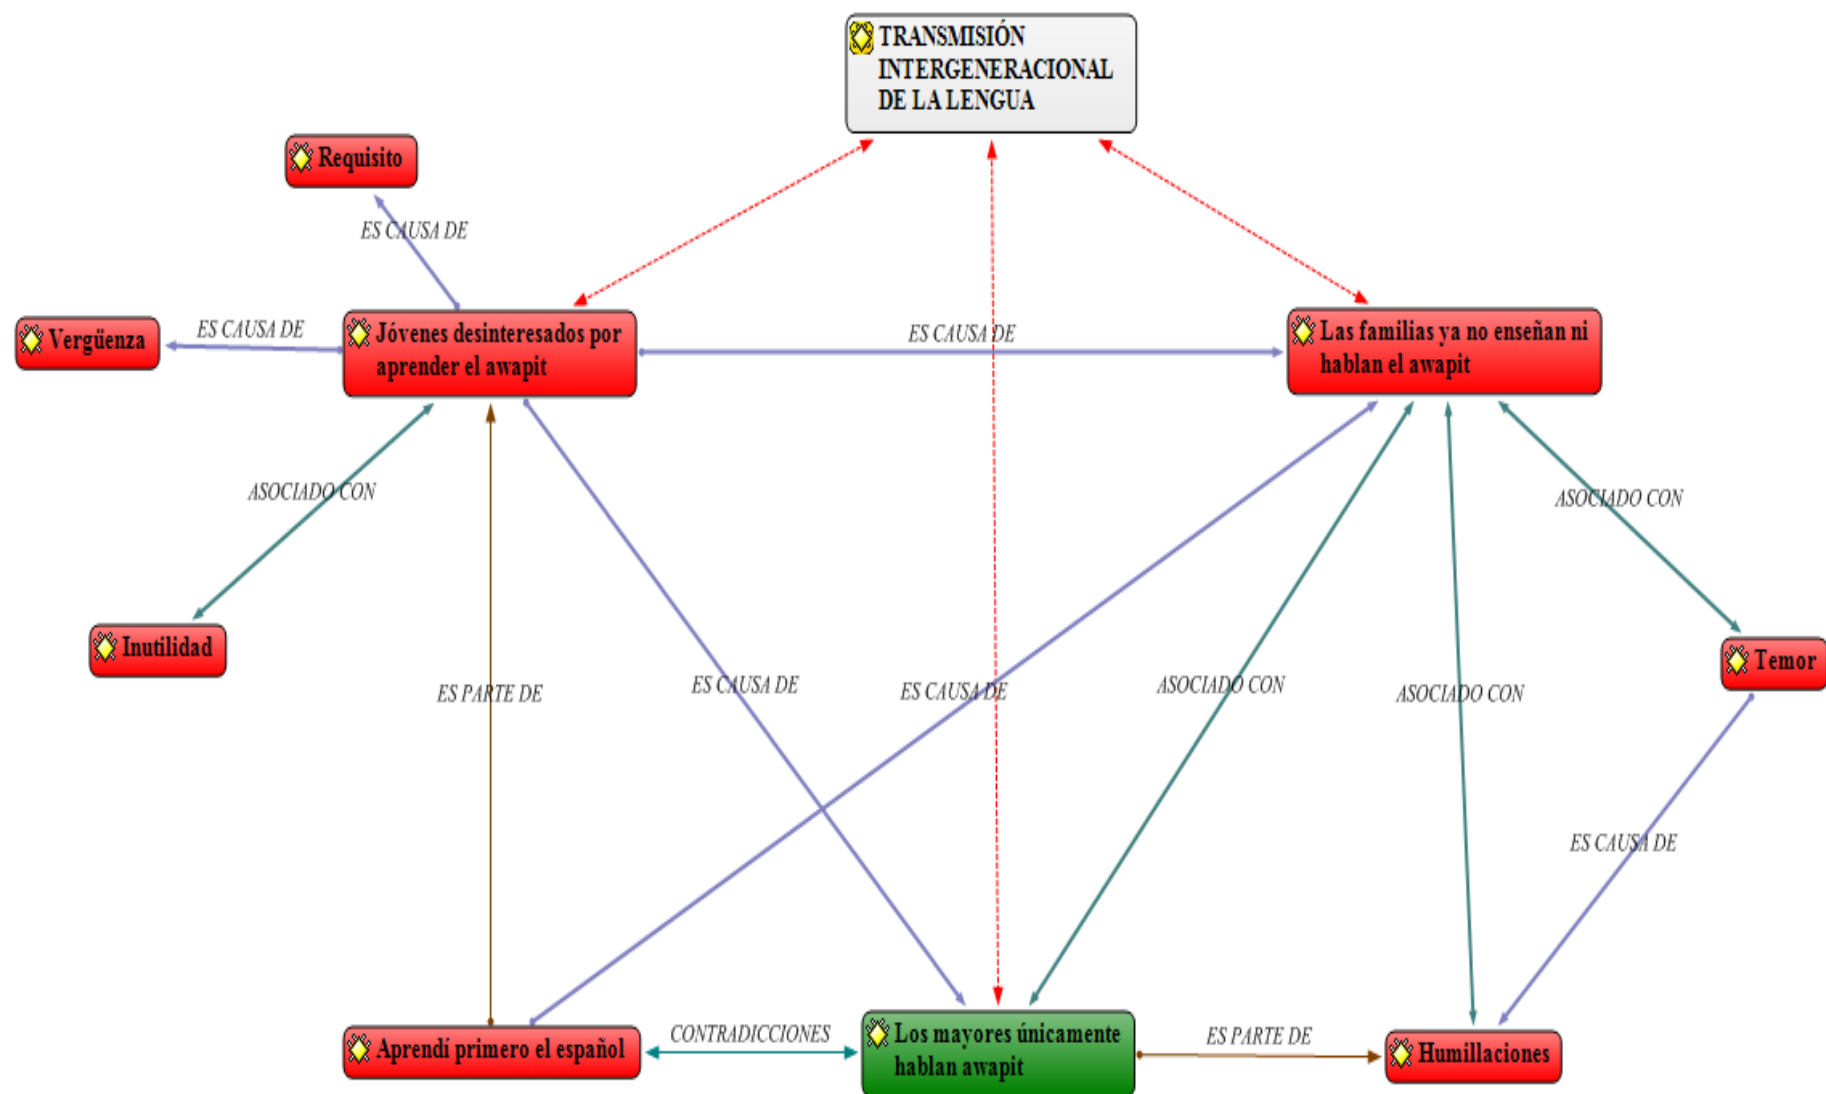 TRANSMISIÓN
INTERGENERACIONAL
DE LA LENGUA
Requisito
ES CAUSA DE
Vergüenza
ES CAUSA DE
Jóvenes desinteresados por
aprender el awapit
ES CAUSA DE
Las familias ya no enseñan ni
hablan el awapit
ASOCIADO CON
ASOCIADO CON
Inutilidad
Temor
ES PARTE DE
ES CAUSA DE
ES CAUSA DE
ASOCIADO CON
ASOCIADO CON
ES CAUSA DE
Aprendí primero el español
CONTRADICCIONES
Los mayores únicamente
hablan awapit
ES PARTE DE
Humillaciones